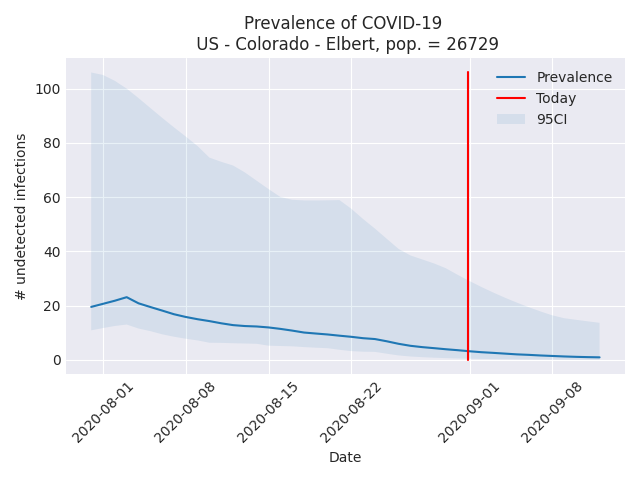 Prevalence of COVID-19
US - Colorado - Elbert, pop. = 26729
Prevalence
Today
95CI
# undetected infections
100
80
60
40
20
0
2020-08-01
2020-08-08
2020-08-15
2020-08-22
2020-09-01
2020-09-08
Date